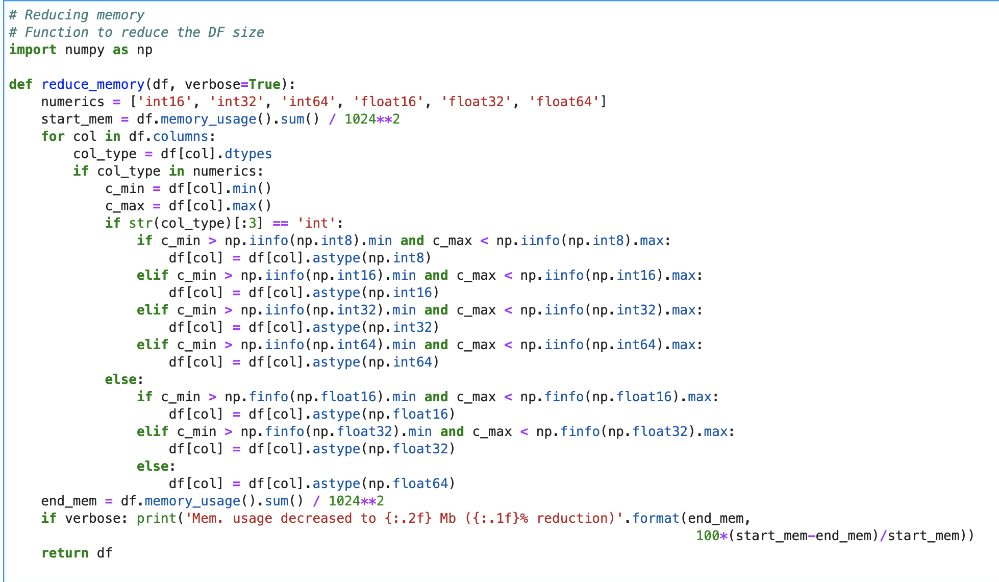 # Reducing memory
# Function to reduce the DF size
import numpy as np

def reduce_memory(df, verbose=True):
    numerics = ['int16', 'int32', 'int64', 'float16', 'float32', 'float64']
    start_mem = df.memory_usage().sum() / 1024**2
    for col in df.columns:
        col_type = df[col].dtypes
        if col_type in numerics:
            c_min = df[col].min()
            c_max = df[col].max()
            if str(col_type)[:3] == 'int':
                if c_min > np.iinfo(np.int8).min and c_max < np.iinfo(np.int8).max:
                    df[col] = df[col].astype(np.int8)
                elif c_min > np.iinfo(np.int16).min and c_max < np.iinfo(np.int16).max:
                    df[col] = df[col].astype(np.int16)
                elif c_min > np.iinfo(np.int32).min and c_max < np.iinfo(np.int32).max:
                    df[col] = df[col].astype(np.int32)
                elif c_min > np.iinfo(np.int64).min and c_max < np.iinfo(np.int64).max:
                    df[col] = df[col].astype(np.int64)
            else:
                if c_min > np.finfo(np.float16).min and c_max < np.finfo(np.float16).max:
                    df[col] = df[col].astype(np.float16)
                elif c_min > np.finfo(np.float32).min and c_max < np.finfo(np.float32).max:
                    df[col] = df[col].astype(np.float32)
                else:
                    df[col] = df[col].astype(np.float64)
    end_mem = df.memory_usage().sum() / 1024**2
    if verbose: print('Mem. usage decreased to {:.2f} Mb ({:.1f}% reduction)'.format(end_mem,
                                                                                      100*(start_mem-end_mem)/start_mem))
    return df